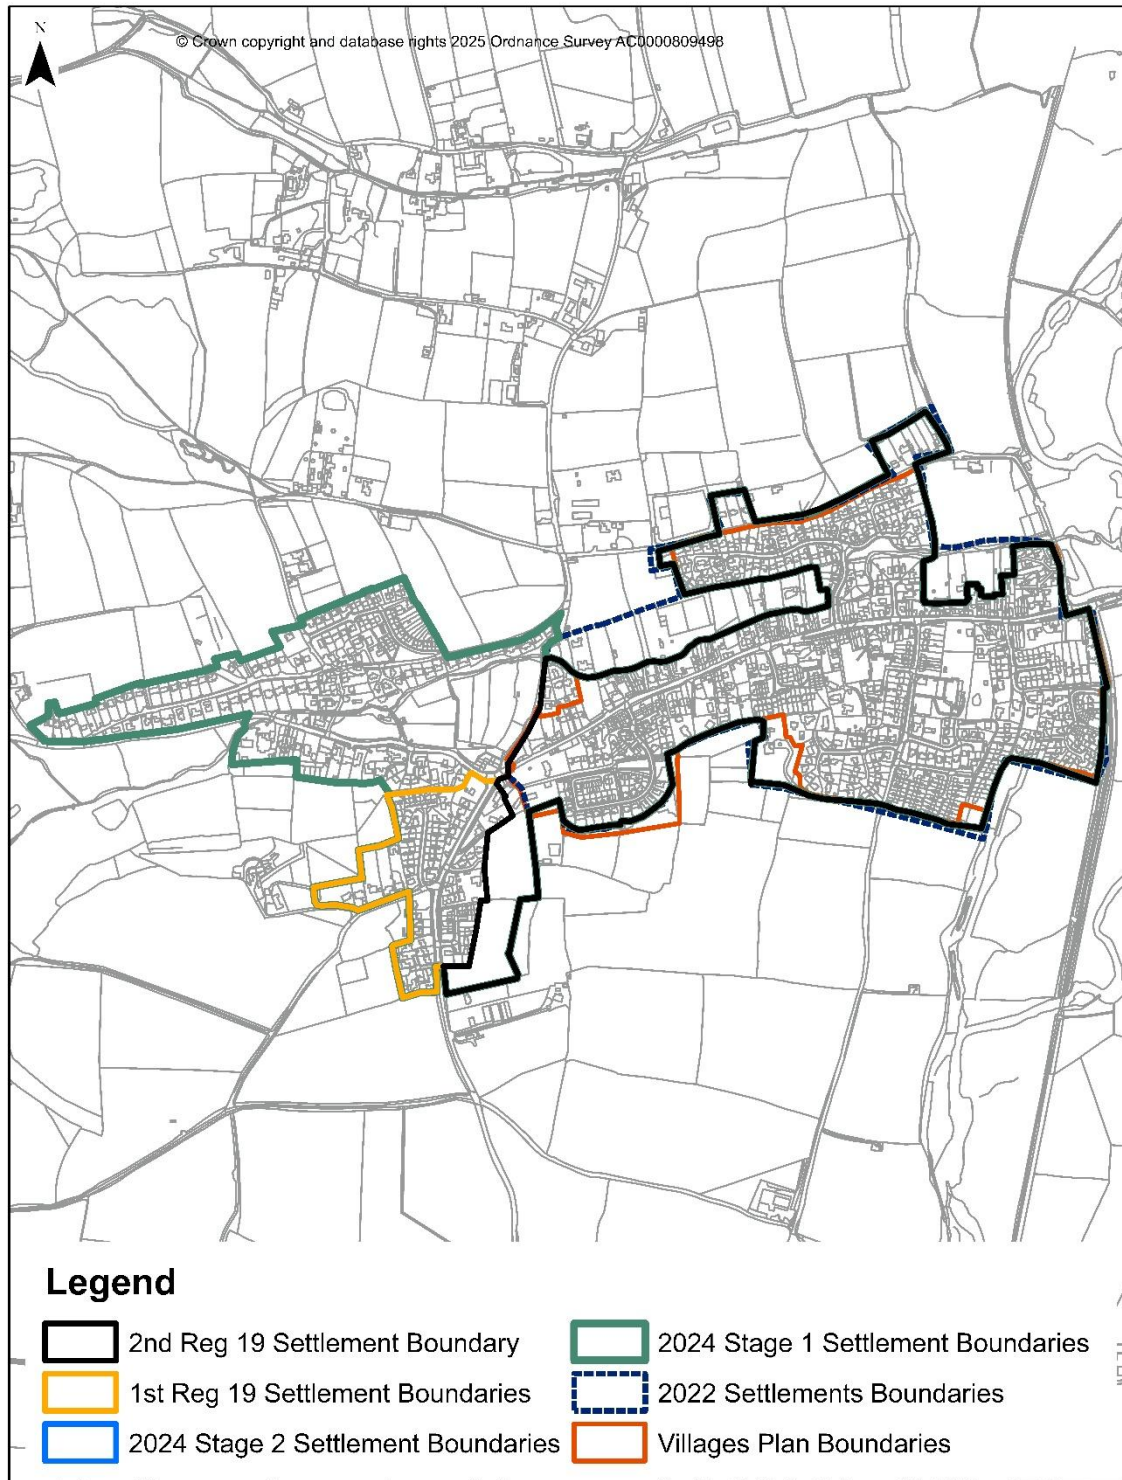 N
© Crown copyright and database rights 2025 Ordnance Survey AC0000809498
Legend
2nd Reg 19 Settlement Boundary
1st Reg 19 Settlement Boundaries
2024 Stage 2 Settlement Boundaries
2024 Stage 1 Settlement Boundaries
2022 Settlements Boundaries
Villages Plan Boundaries